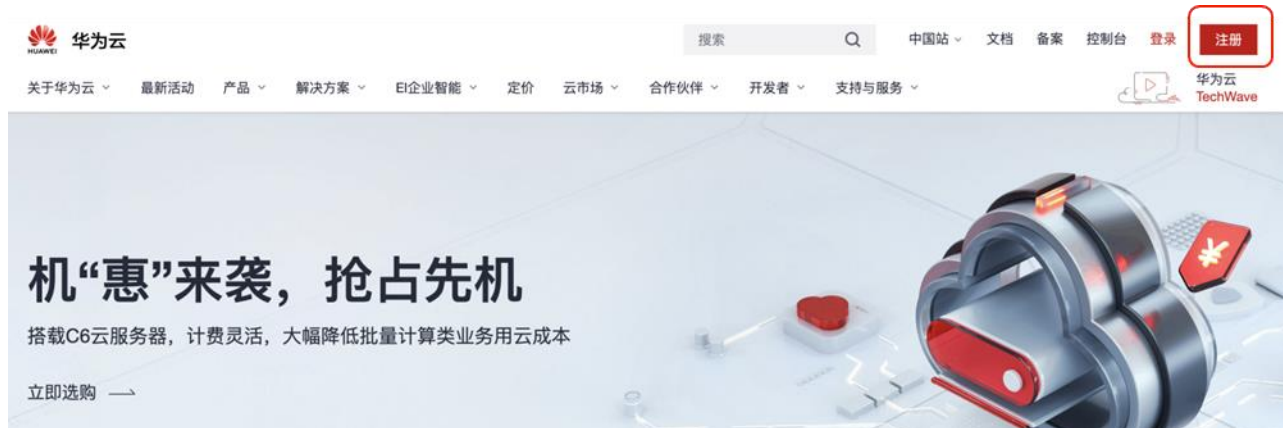 HUAWEI 华为云 搜索 中国站 文档 备案 控制台 登录 注册
关于华为云 最新活动 产品 解决方案 EI企业智能 定价 云市场 合作伙伴 开发者 支持与服务 华为云
TechWave
机“惠”来袭，抢占先机
搭载C6云服务器，计费灵活，大幅降低批量计算类业务用云成本
立即选购
¥